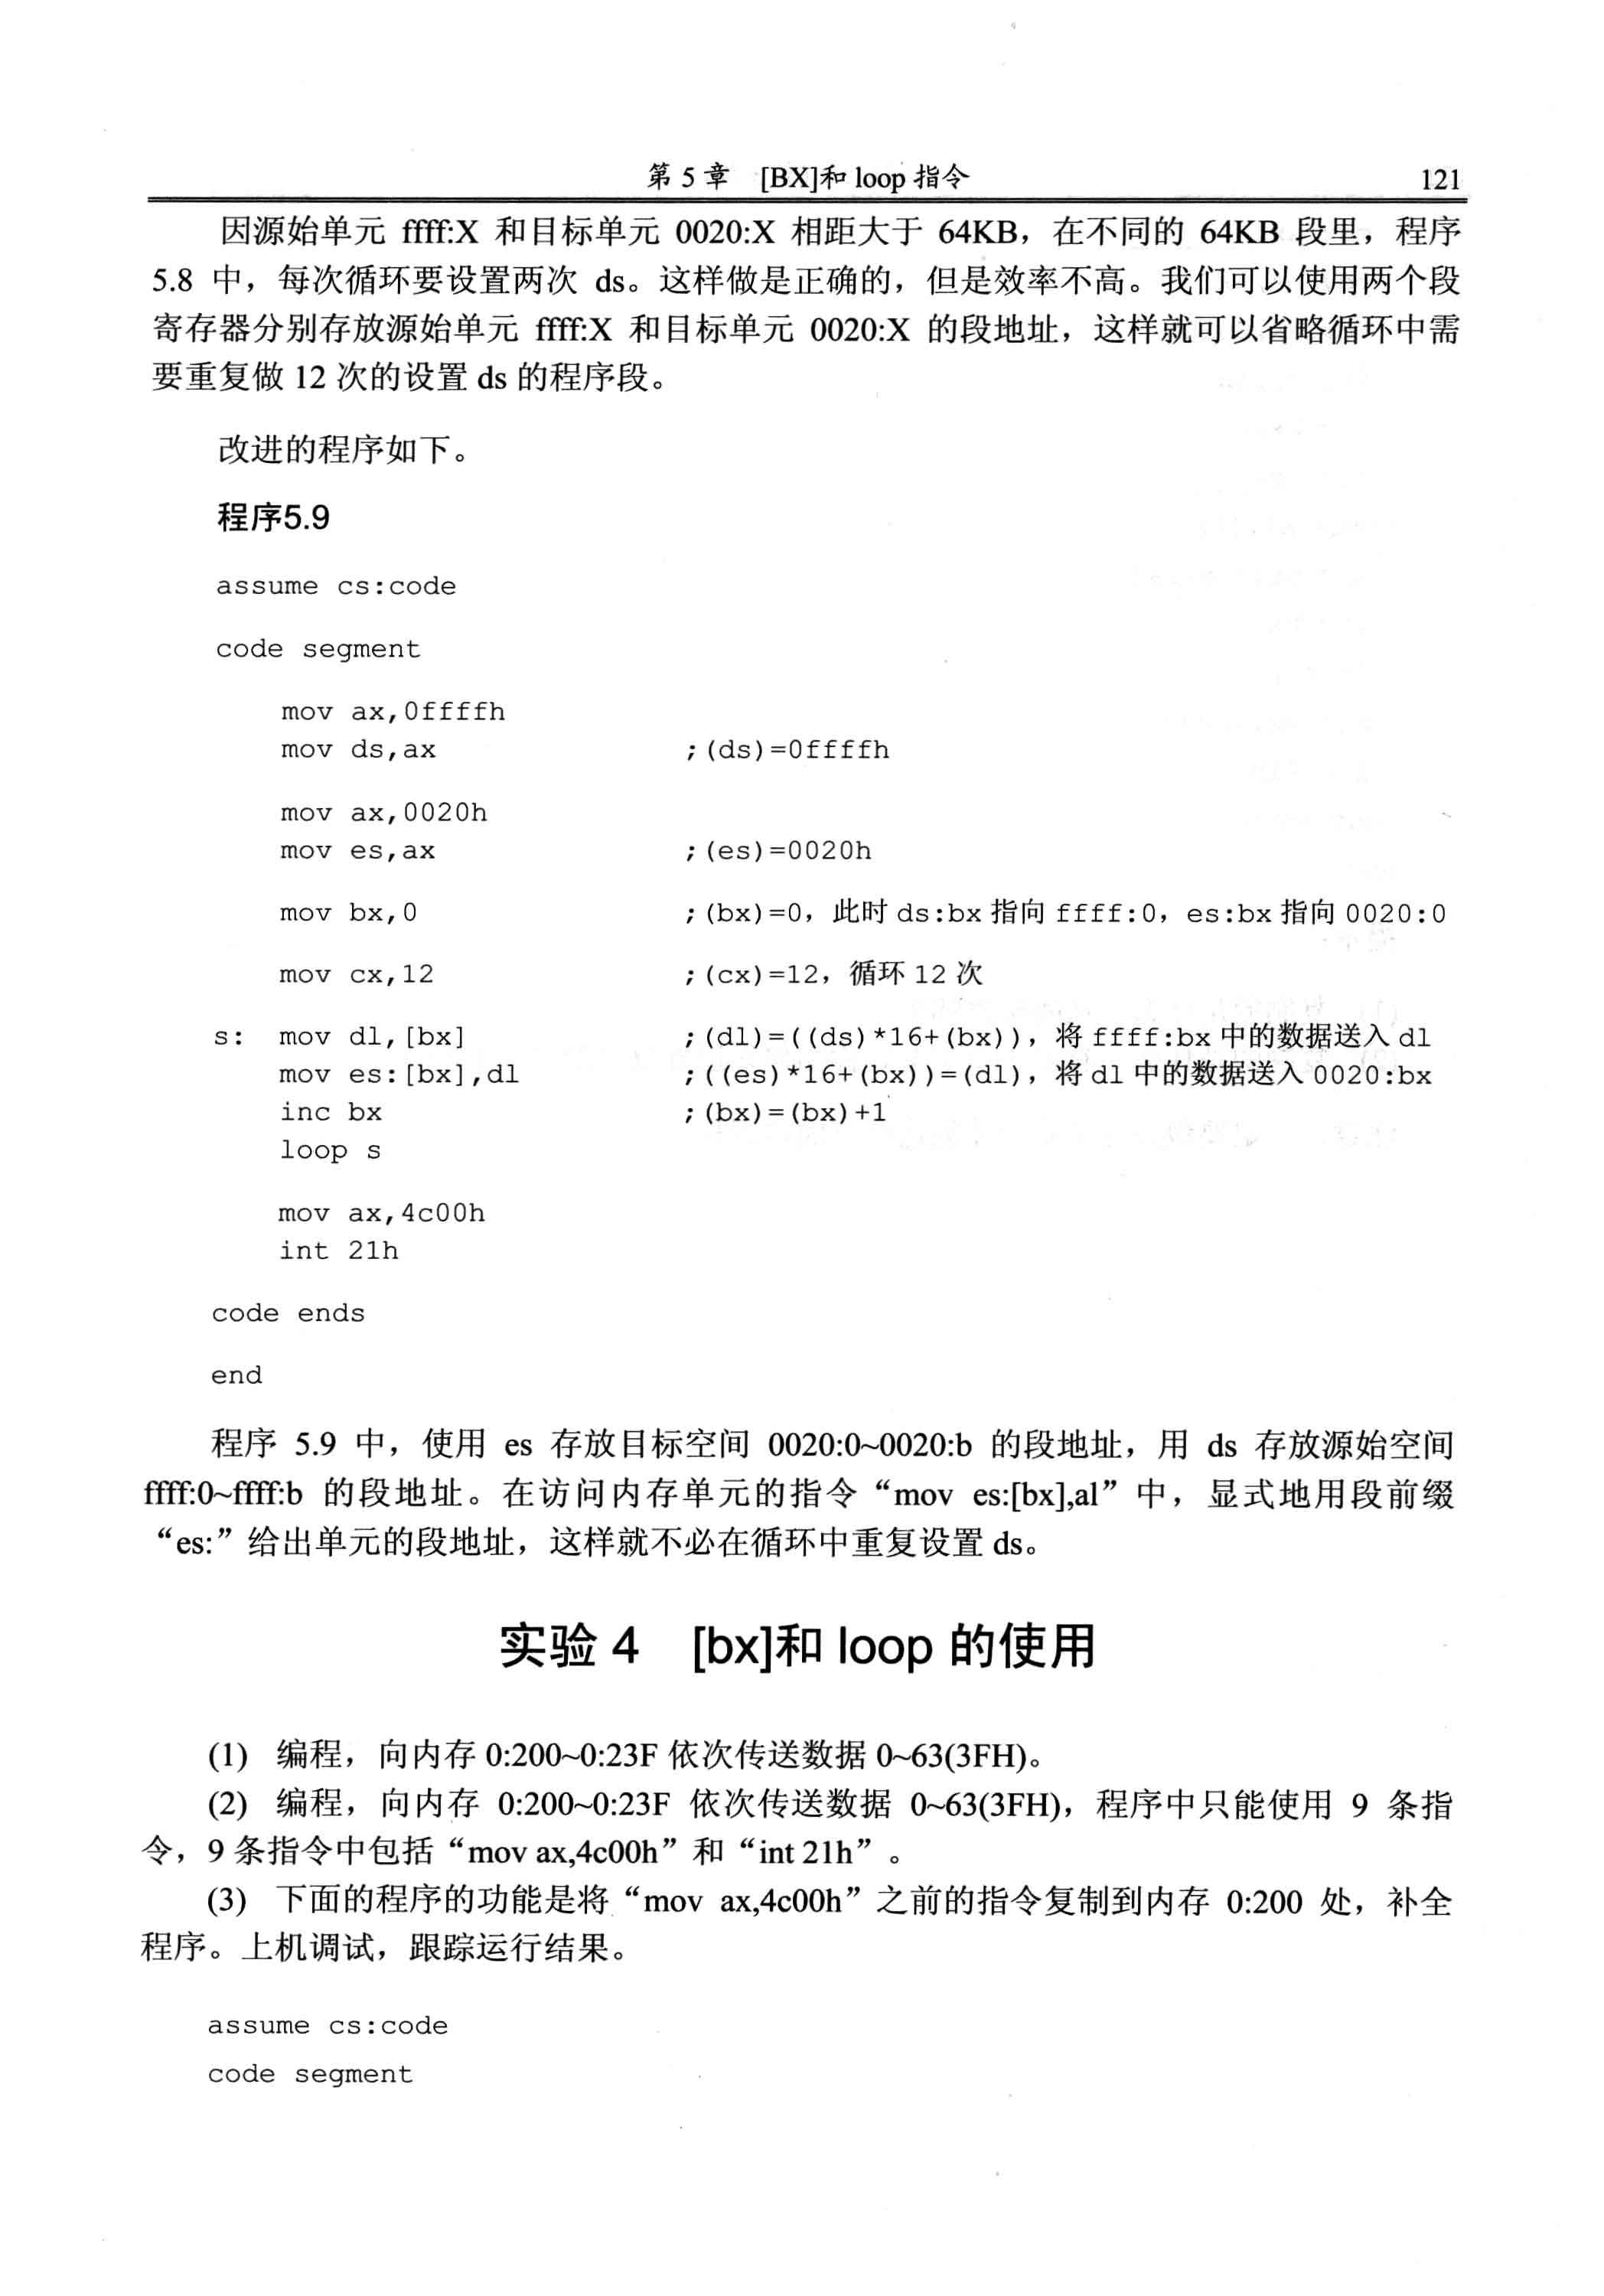 第 5 章 [BX]和 loop 指令 121
因源始单元 ffff:X 和目标单元 0020:X 相距大于 64KB，在不同的 64KB 段里，程序
5.8 中，每次循环要设置两次 ds。这样做是正确的，但是效率不高。我们可以使用两个段
寄存器分别存放源始单元 ffff:X 和目标单元 0020:X 的段地址，这样就可以省略循环中需
要重复做 12 次的设置 ds 的程序段。
改进的程序如下。
程序5.9
assume cs:code
code segment
mov ax,0ffffh
mov ds,ax ;(ds)=0ffffh
mov ax,0020h
mov es,ax ;(es)=0020h
mov bx,0 ;(bx)=0，此时 ds:bx 指向 ffff:0，es:bx 指向 0020:0
mov cx,12 ;(cx)=12，循环 12 次
s: mov dl,[bx] ;(dl)=((ds)*16+(bx))，将 ffff:bx 中的数据送入 dl
mov es:[bx],dl ;((es)*16+(bx))=(dl)，将 dl 中的数据送入 0020:bx
inc bx ;(bx)=(bx)+1
loop s
mov ax,4c00h
int 21h
code ends
end
程序 5.9 中，使用 es 存放目标空间 0020:0~0020:b 的段地址，用 ds 存放源始空间
ffff:0~ffff:b 的段地址。在访问内存单元的指令“mov es:[bx],al”中，显式地用段前缀
“es:”给出单元的段地址，这样就不必在循环中重复设置 ds。
实验 4 [bx]和 loop 的使用
(1) 编程，向内存 0:200~0:23F 依次传送数据 0~63(3FH)。
(2) 编程，向内存 0:200~0:23F 依次传送数据 0~63(3FH)，程序中只能使用 9 条指
令，9 条指令中包括“mov ax,4c00h”和“int 21h”。
(3) 下面的程序的功能是将“mov ax,4c00h”之前的指令复制到内存 0:200 处，补全
程序。上机调试，跟踪运行结果。
assume cs:code
code segment